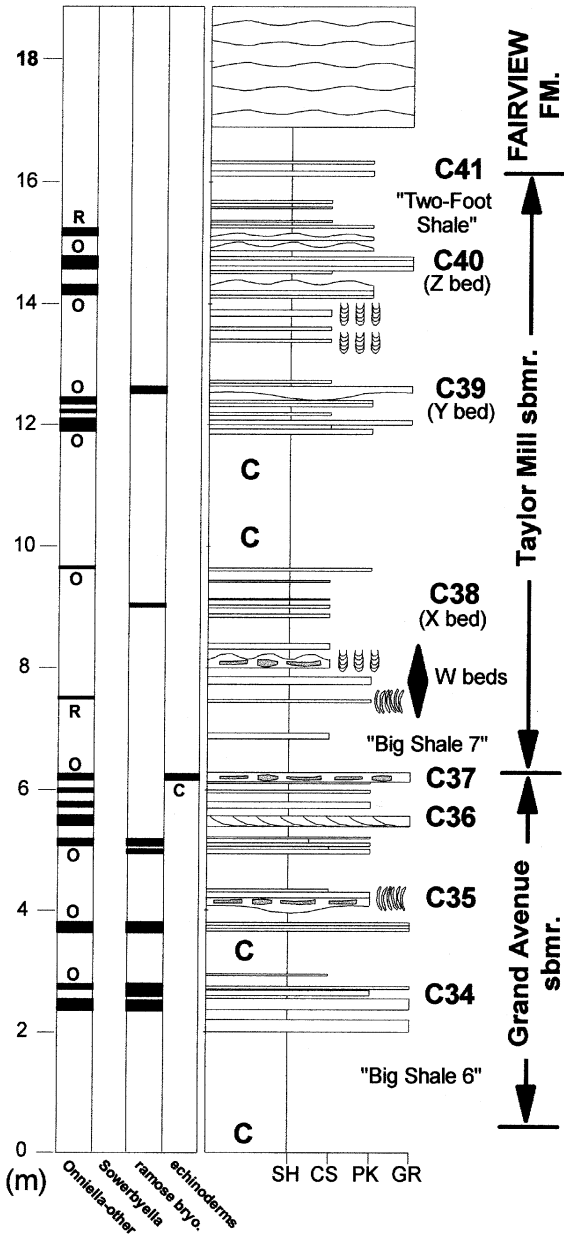 18
16
14
12
10
8
6
4
2
0
(m)
R
O
O
O
O
O
R
O
O
O
O
C
C
C
C
C
SH CS PK GR
Onniella-other
Sowerbyella
ramose bryo.
echinoderms
C41
"Two-Foot
Shale"
C40
(Z bed)
C39
(Y bed)
C38
(X bed)
W beds
"Big Shale 7"
C37
C36
C35
C34
"Big Shale 6"
FAIRVIEW
FM.
Taylor Mill sbmr.
Grand Avenue
sbmr.